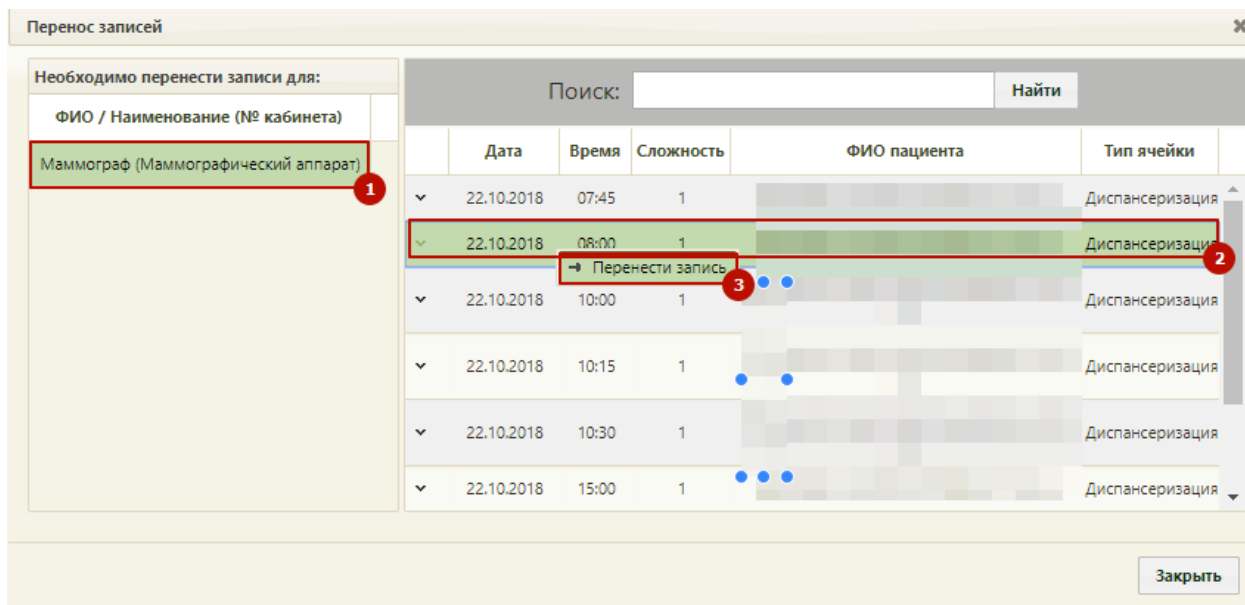 Перенос записей
Необходимо перенести записи для:
ФИО / Наименование (№ кабинета)
Маммограф (Маммографический аппарат)
1
Поиск:
Найти
Дата Время Сложность ФИО пациента Тип ячейки
22.10.2018 07:45 1 Диспансеризация
22.10.2018 08:00 1 Диспансеризация
2
Перенести запись
3
22.10.2018 10:00 1 Диспансеризация
22.10.2018 10:15 1 Диспансеризация
22.10.2018 10:30 1 Диспансеризация
22.10.2018 15:00 1 Диспансеризация
Закрыть